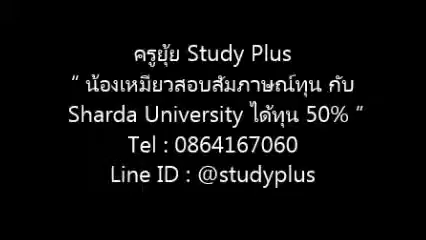 ครูยุ้ย Study Plus
“ น้องเหมียวสอบสัมภาษณ์ทุน กับ
Sharda University ได้ทุน 50% ”
Tel : 0864167060
Line ID : @studyplus